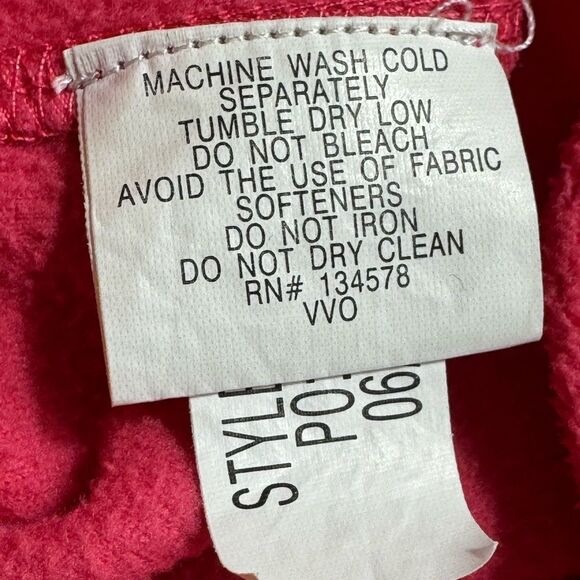 MACHINE WASH COLD
SEPARATELY
TUMBLE DRY LOW
DO NOT BLEACH
AVOID THE USE OF FABRIC
SOFTENERS
DO NOT IRON
DO NOT DRY CLEAN
RN# 134578
VVO
STYLE